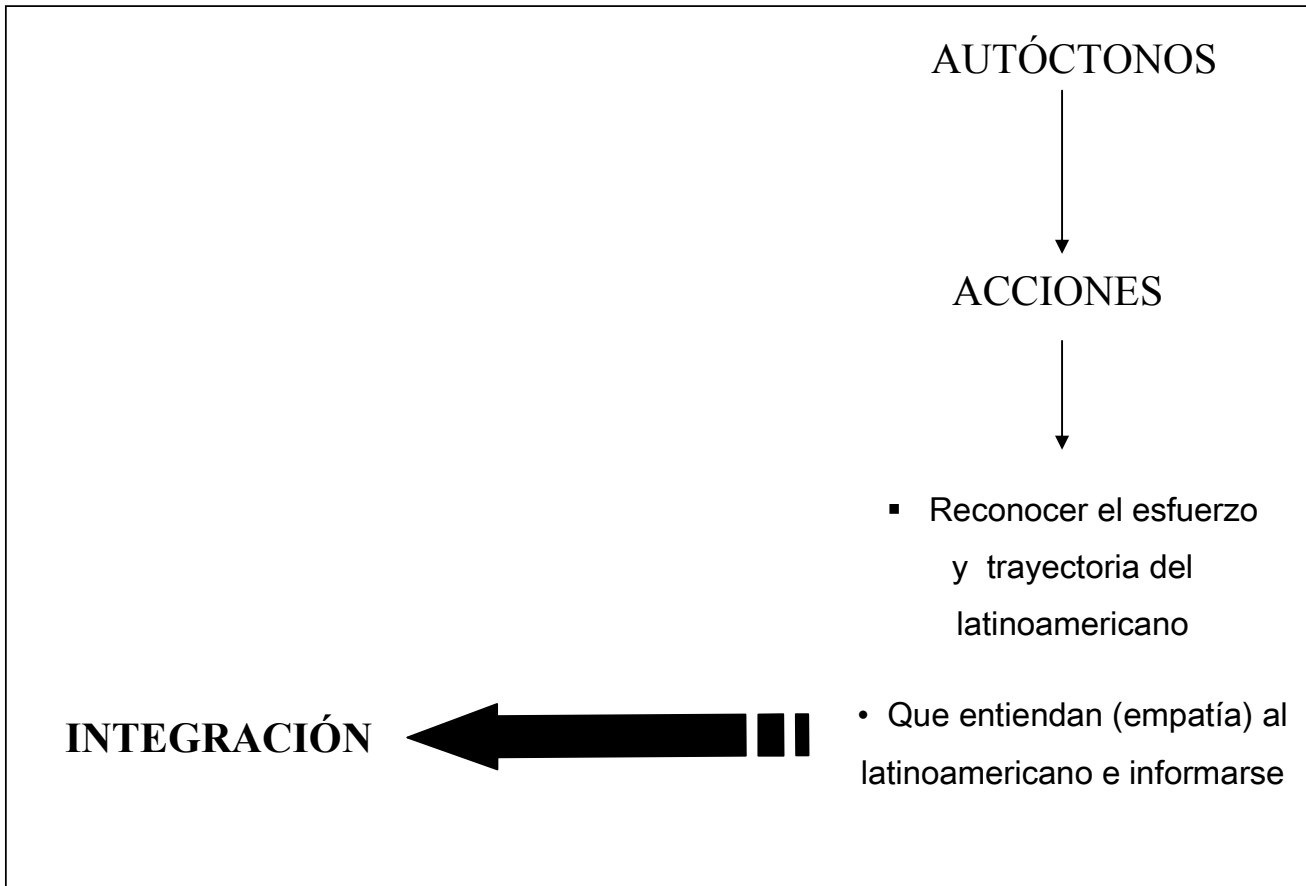 AUTÓCTONOS
ACCIONES
▪ Reconocer el esfuerzo
y trayectoria del
latinoamericano
INTEGRACIÓN
• Que entiendan (empatía) al
latinoamericano e informarse